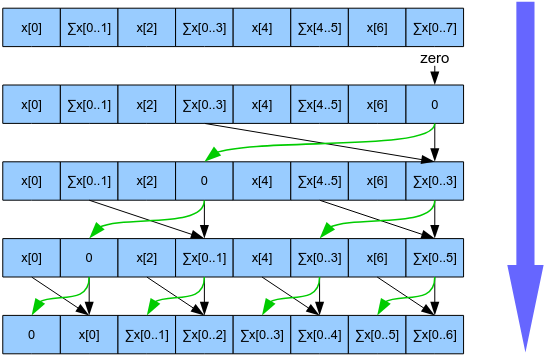 x[0] ∑x[0..1] x[2] ∑x[0..3] x[4] ∑x[4..5] x[6] ∑x[0..7]
zero
x[0] ∑x[0..1] x[2] ∑x[0..3] x[4] ∑x[4..5] x[6] 0
x[0] ∑x[0..1] x[2] 0 x[4] ∑x[4..5] x[6] ∑x[0..3]
x[0] 0 x[2] ∑x[0..1] x[4] ∑x[0..3] x[6] ∑x[0..5]
0 x[0] ∑x[0..1] ∑x[0..2] ∑x[0..3] ∑x[0..4] ∑x[0..5] ∑x[0..6]